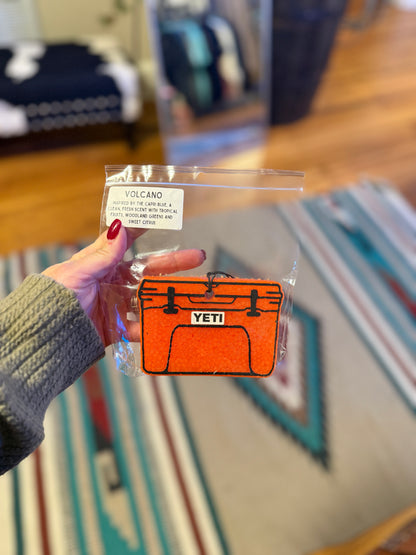 VOLCANO
INSPIRED BY THE CAPRI BLUE, A
CLEAN, FRESH SCENT WITH TROPICAL
FRUITS, WOODLAND GREENS AND
SWEET CITRUS
YETI